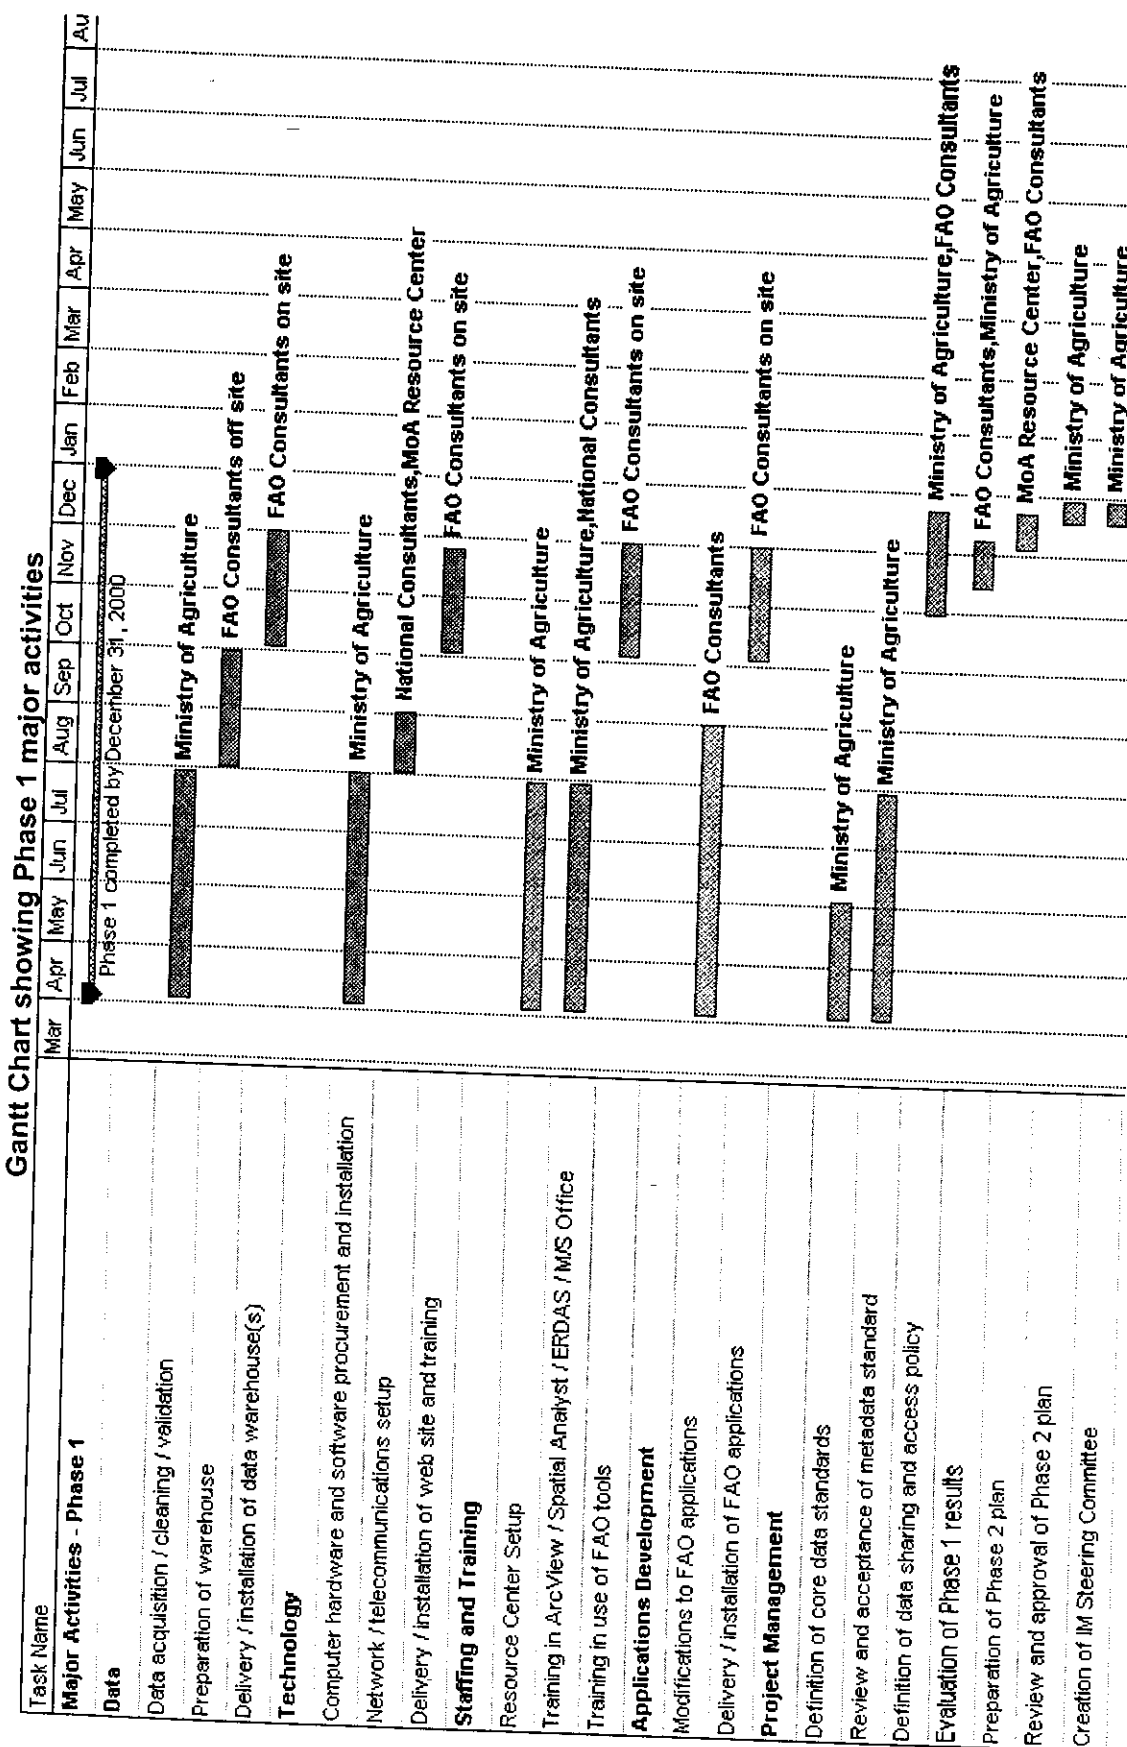 Gantt Chart showing Phase 1 major activities
Task Name
Mar Apr May Jun Jul Aug Sep Oct Nov Dec Jan Feb Mar Apr May Jun Jul Au
Major Activities - Phase 1
Phase 1 completed by December 31, 2000
Data
Data acquisition / cleaning / validation
Ministry of Agriculture
Preparation of warehouse
FAO Consultants off site
Delivery / installation of data warehouse(s)
FAO Consultants on site
Technology
Computer hardware and software procurement and installation
Ministry of Agriculture
Network / telecommunications setup
National Consultants,MoA Resource Center
Delivery / installation of web site and training
FAO Consultants on site
Staffing and Training
Resource Center Setup
Ministry of Agriculture
Training in ArcView / Spatial Analyst / ERDAS / M/S Office
Ministry of Agriculture,National Consultants
Training in use of FAO tools
FAO Consultants on site
Applications Development
Modifications to FAO applications
FAO Consultants
Delivery / installation of FAO applications
FAO Consultants on site
Project Management
Definition of core data standards
Ministry of Agriculture
Review and acceptance of metadata standard
Ministry of Agriculture
Definition of data sharing and access policy
Ministry of Agriculture,FAO Consultants
Evaluation of Phase 1 results
FAO Consultants,Ministry of Agriculture
Preparation of Phase 2 plan
MoA Resource Center,FAO Consultants
Review and approval of Phase 2 plan
Ministry of Agriculture
Creation of IM Steering Committee
Ministry of Agriculture